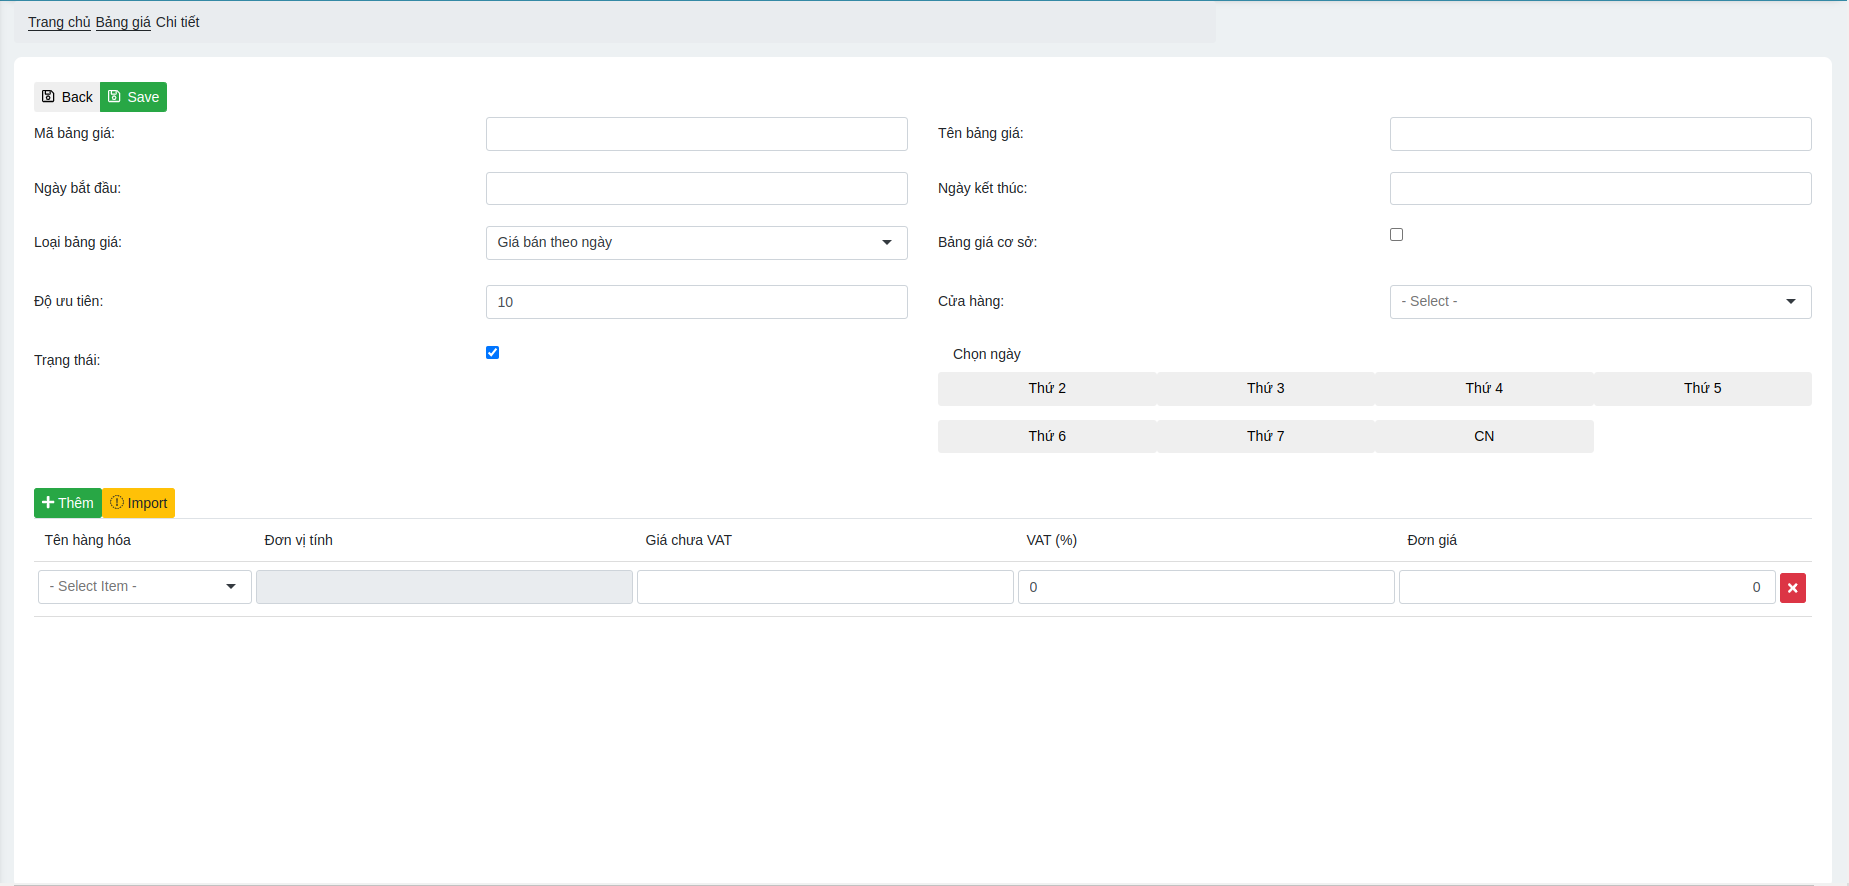 Trang chủ Bảng giá Chi tiết
Back Save
Mã bảng giá: Tên bảng giá:
Ngày bắt đầu: Ngày kết thúc:
Loại bảng giá: Giá bán theo ngày Bảng giá cơ sở:
Độ ưu tiên: 10 Cửa hàng: - Select -
Trạng thái: Chọn ngày
Thứ 2 Thứ 3 Thứ 4 Thứ 5
Thứ 6 Thứ 7 CN
Thêm Import
Tên hàng hóa Đơn vị tính Giá chưa VAT VAT (%) Đơn giá
- Select Item - 0 0